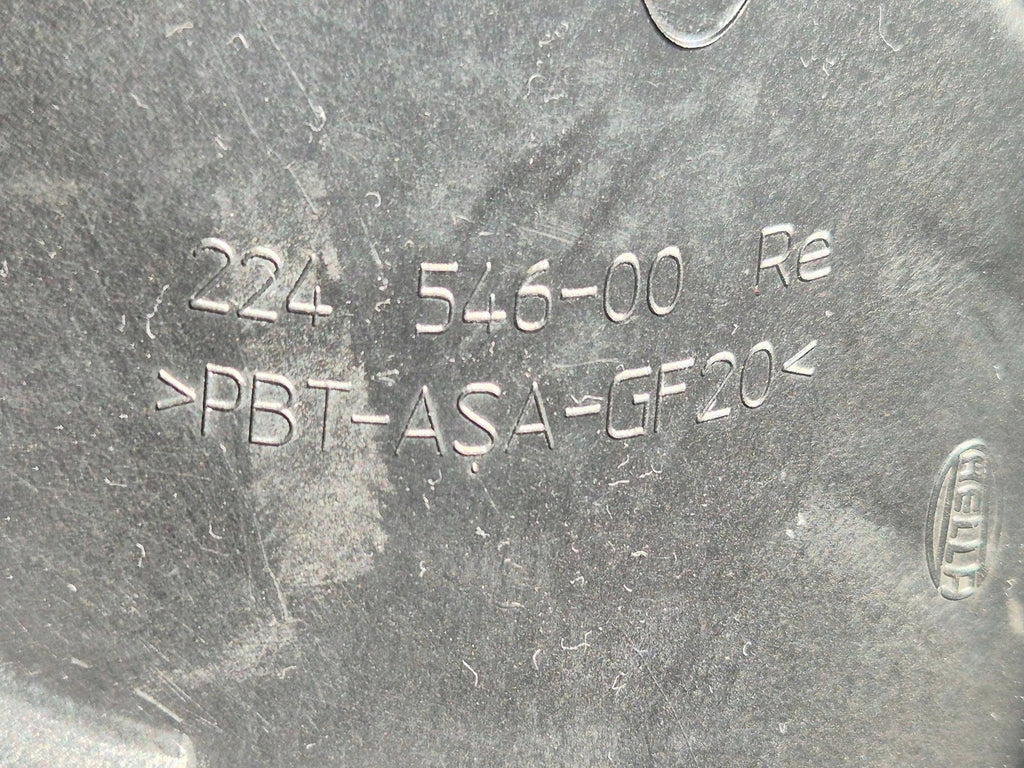 224 546-00 Re
>PBT-ASA-GF20<
HELLA